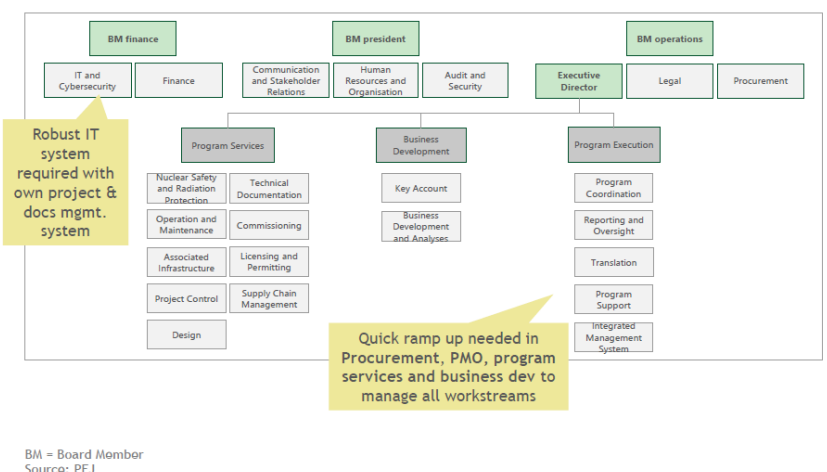 BM finance
BM president
BM operations
IT and
Cybersecurity
Finance
Communication
and Stakeholder
Relations
Human
Resources and
Organisation
Audit and
Security
Executive
Director
Legal
Procurement
Robust IT
system
required with
own project &
docs mgmt.
system
Program Services
Business
Development
Program Execution
Nuclear Safety
and Radiation
Protection
Technical
Documentation
Operation and
Maintenance
Commissioning
Associated
Infrastructure
Licensing and
Permitting
Project Control
Supply Chain
Management
Design
Key Account
Business
Development
and Analyses
Program
Coordination
Reporting and
Oversight
Translation
Program
Support
Integrated
Management
System
Quick ramp up needed in
Procurement, PMO, program
services and business dev to
manage all workstreams
BM = Board Member
Source: PEJ